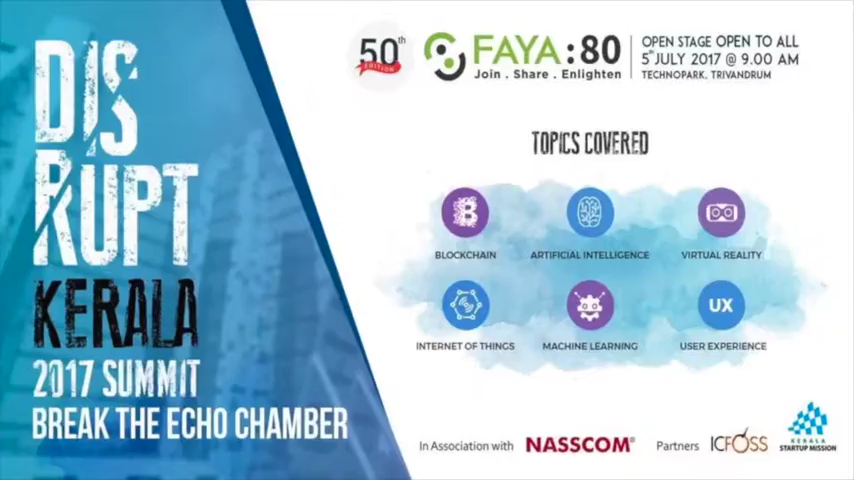 DISRUPT
KERALA
2017 SUMMIT
BREAK THE ECHO CHAMBER
50th
EDITION
FAYA:80
Join . Share . Enlighten
OPEN STAGE OPEN TO ALL
5th JULY 2017 @ 9.00 AM
TECHNOPARK, TRIVANDRUM
TOPICS COVERED
BLOCKCHAIN
ARTIFICIAL INTELLIGENCE
VIRTUAL REALITY
UX
INTERNET OF THINGS
MACHINE LEARNING
USER EXPERIENCE
In Association with NASSCOM®
Partners ICFOSS
KERALA
STARTUP MISSION